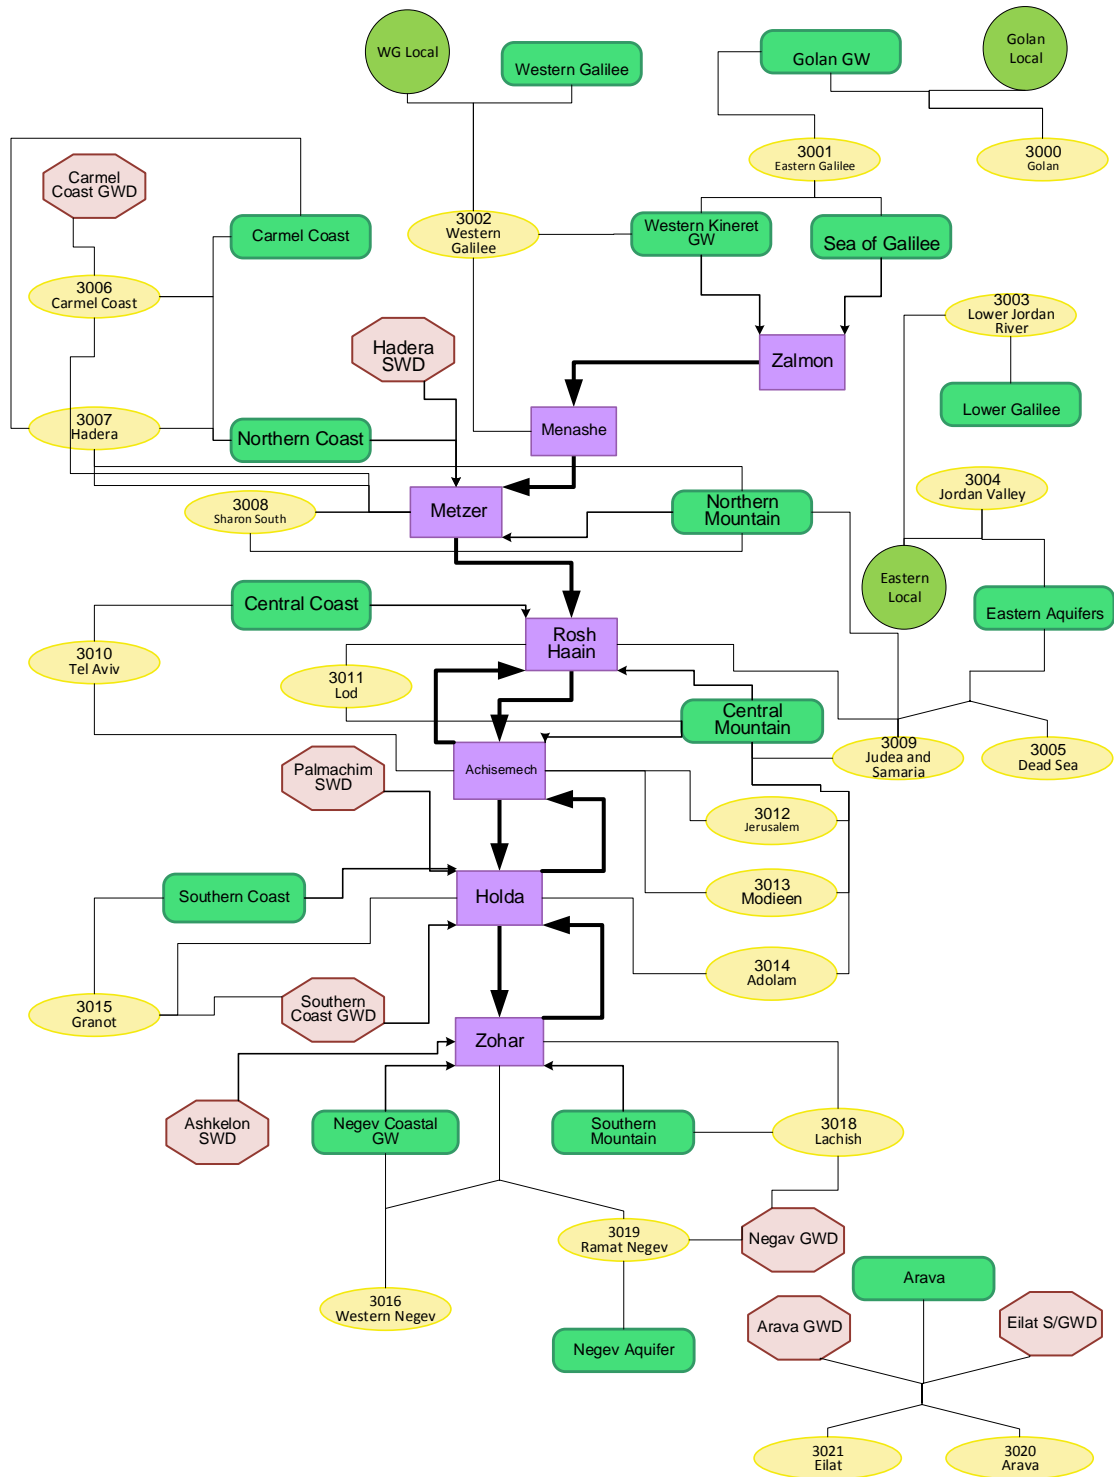 WG Local
Western Galilee
Golan GW
Golan
Local
3001
Eastern Galilee
3000
Golan
Carmel
Coast GWD
Carmel Coast
3002
Western
Galilee
Western Kineret
GW
Sea of Galilee
3006
Carmel Coast
3003
Lower Jordan
River
Hadera
SWD
Zalmon
Lower Galilee
3007
Hadera
Northern Coast
Menashe
3004
Jordan Valley
3008
Sharon South
Metzer
Northern
Mountain
Eastern
Local
Eastern Aquifers
Central Coast
Rosh
Haain
3010
Tel Aviv
3011
Lod
Central
Mountain
3009
Judea and
Samaria
3005
Dead Sea
Palmachim
SWD
Achisemech
3012
Jerusalem
Southern Coast
Holda
3013
Modieen
3014
Adolam
3015
Granot
Southern
Coast GWD
Zohar
Ashkelon
SWD
Negev Coastal
GW
Southern
Mountain
3018
Lachish
3019
Ramat Negev
Negav GWD
3016
Western Negev
Negev Aquifer
Arava
Arava GWD
Eilat S/GWD
3021
Eilat
3020
Arava